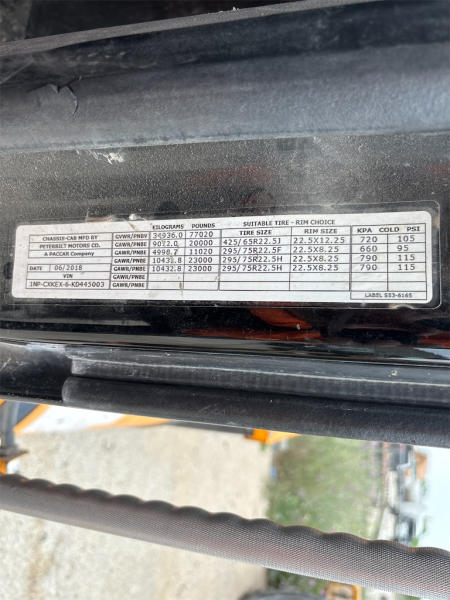 KILOGRAMS POUNDS SUITABLE TIRE - RIM CHOICE
CHASSIS-CAB MFD BY GVWR/PNBV 34936.0 77020 TIRE SIZE RIM SIZE KPA COLD PSI
PETERBILT MOTORS CO. GAWR/PNBE 9072.0 20000 425/65R22.5J 22.5X12.25 720 105
A PACCAR Company GAWR/PNBE 4998.7 11020 295/75R22.5F 22.5X8.25 660 95
GAWR/PNBE 10432.8 23000 295/75R22.5H 22.5X8.25 790 115
DATE 06/2018 GAWR/PNBE 10432.8 23000 295/75R22.5H 22.5X8.25 790 115
VIN
1NP-CXKEX-6-KD445003
LABEL S53-6165